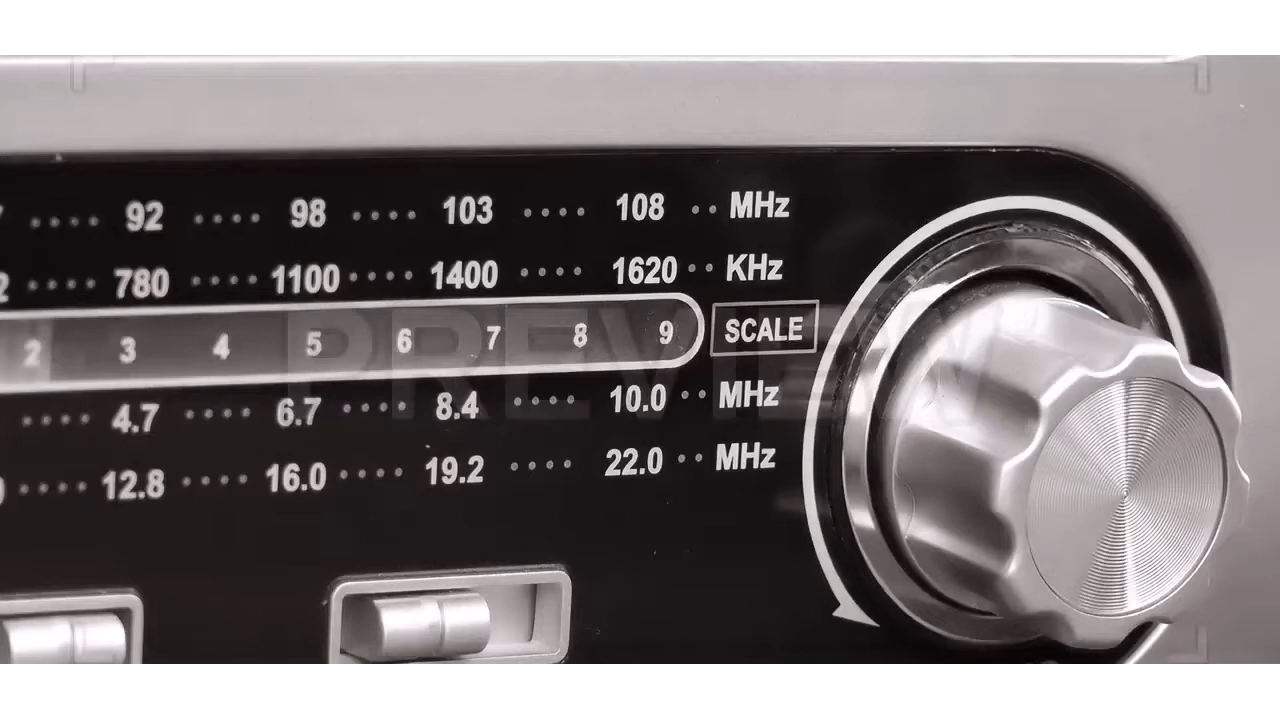 92 98 103 108 MHz
780 1100 1400 1620 KHz
2 3 4 5 6 7 8 9 SCALE
PREVIEW
4.7 6.7 8.4 10.0 MHz
12.8 16.0 19.2 22.0 MHz